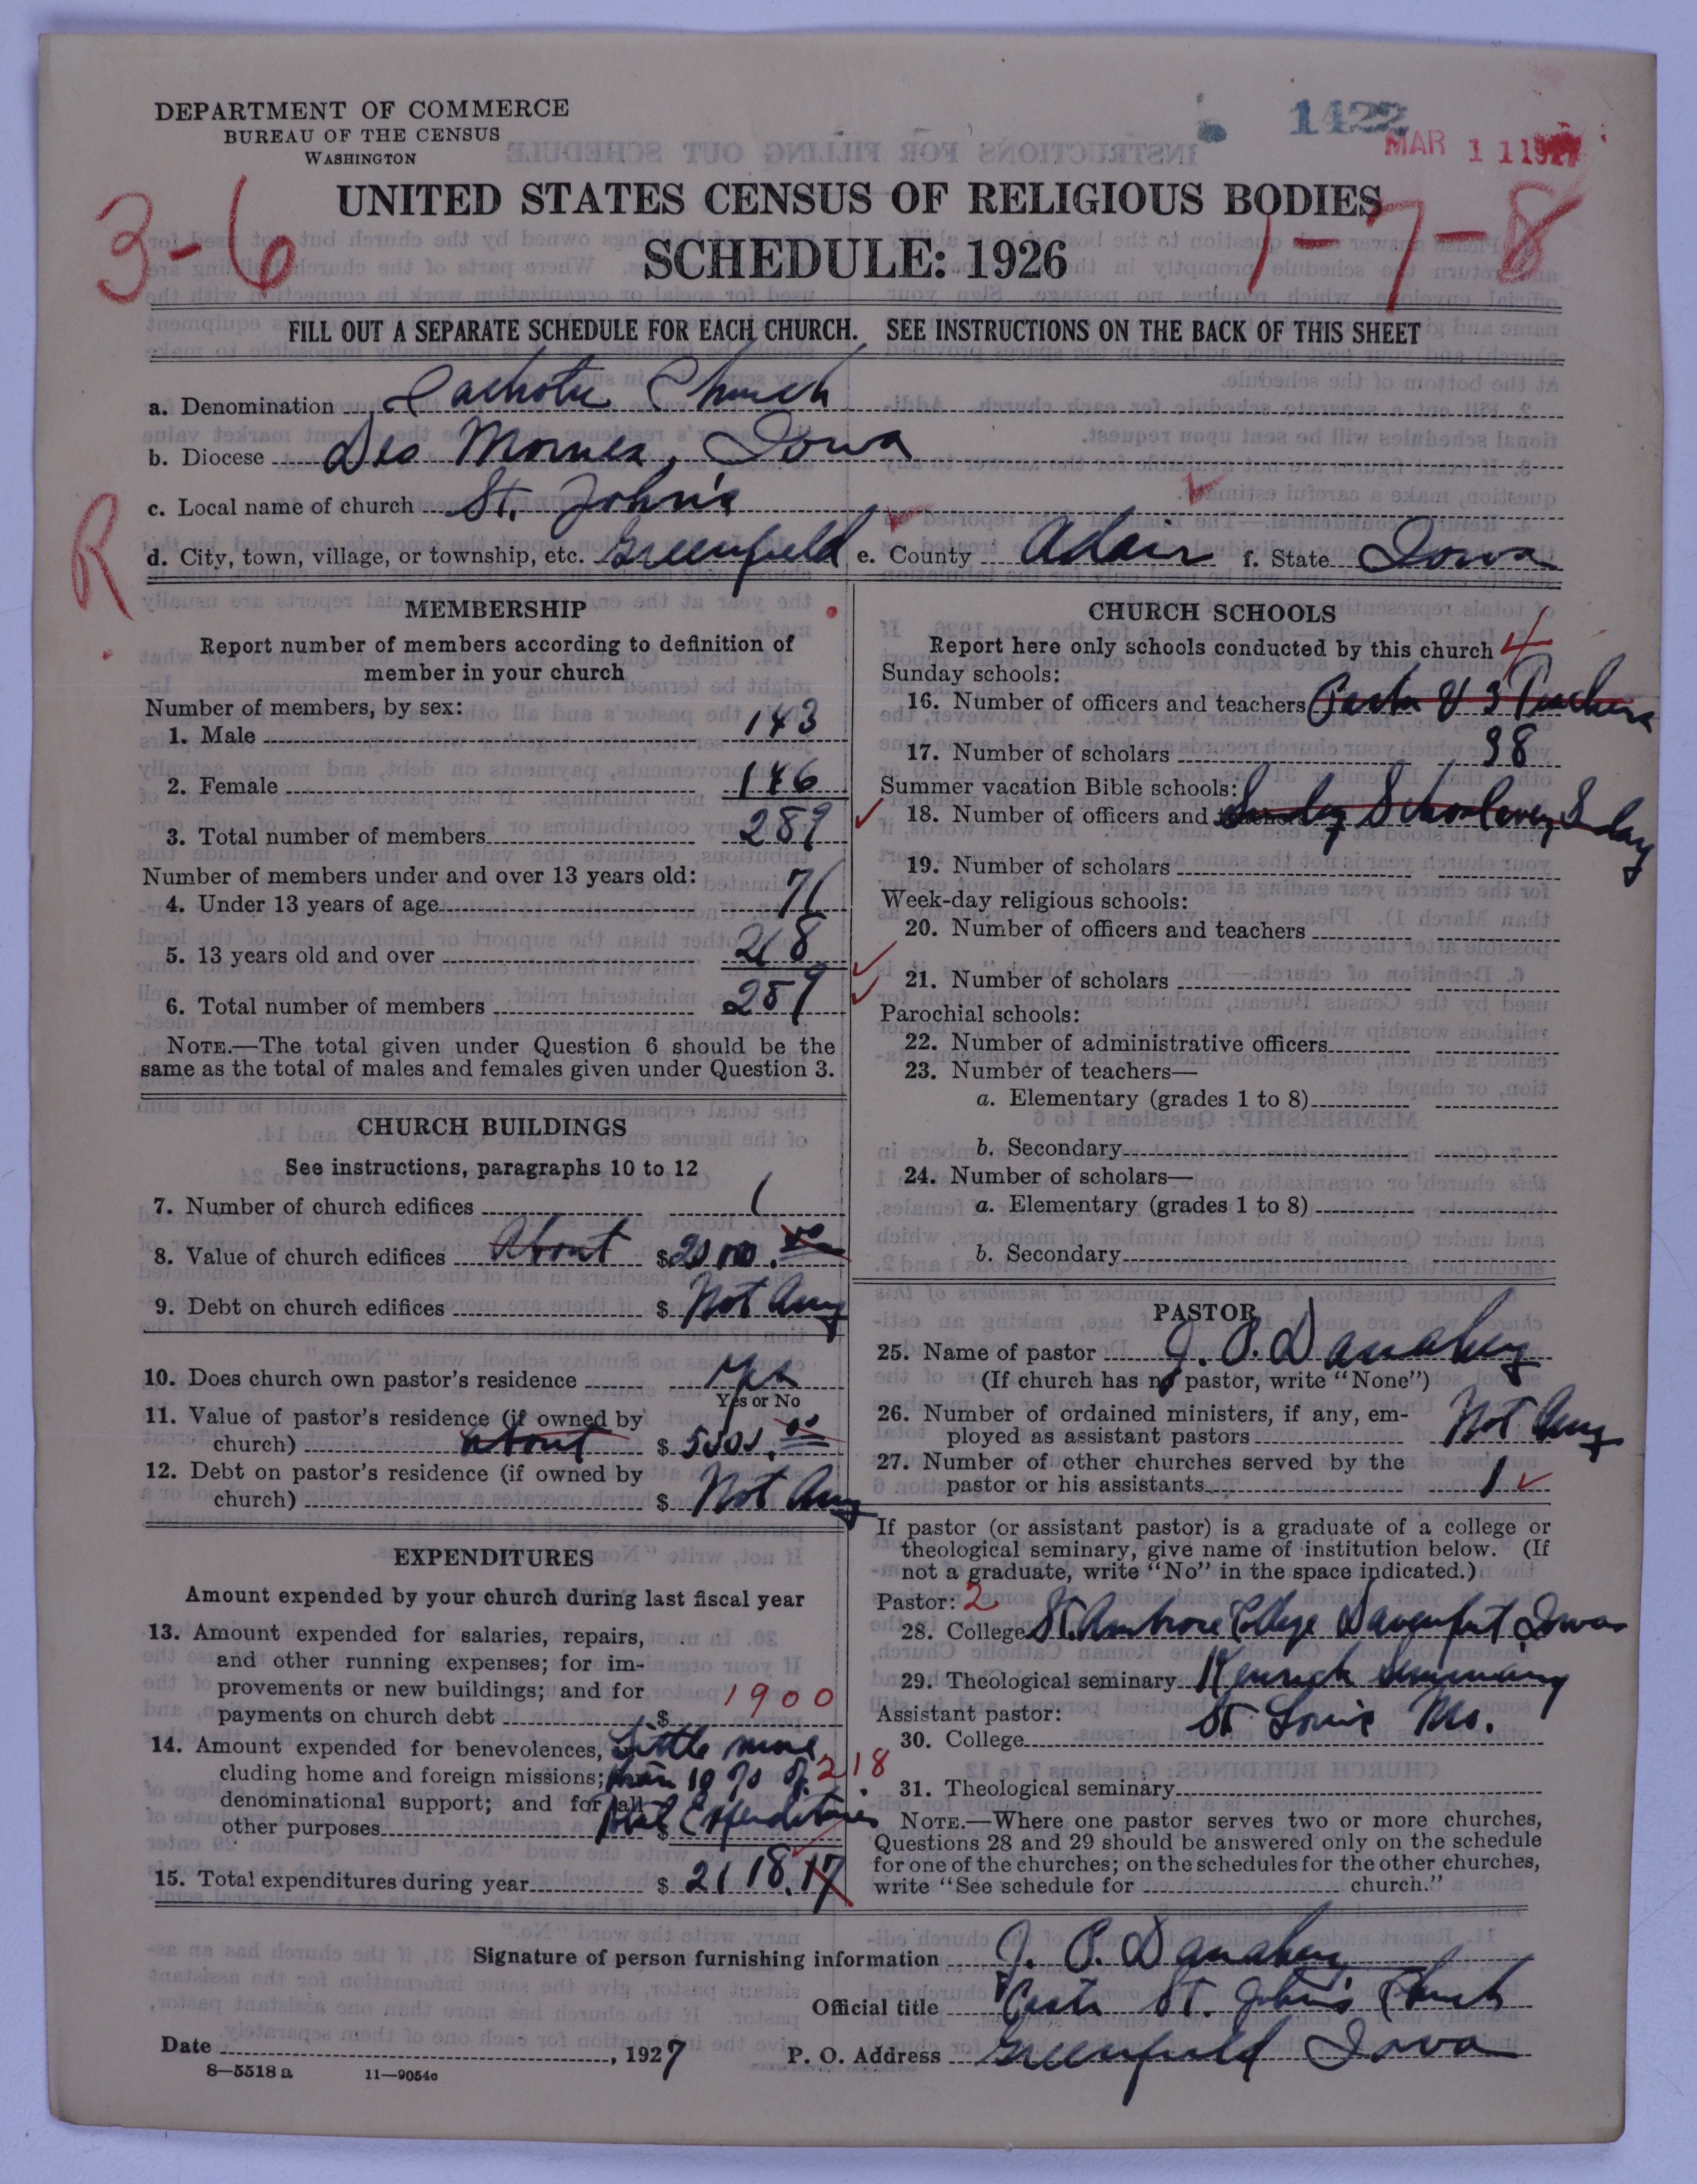 DEPARTMENT OF COMMERCE
BUREAU OF THE CENSUS
WASHINGTON
1422
MAR 11 1927
UNITED STATES CENSUS OF RELIGIOUS BODIES
SCHEDULE: 1926
3-6
1-7-8
FILL OUT A SEPARATE SCHEDULE FOR EACH CHURCH. SEE INSTRUCTIONS ON THE BACK OF THIS SHEET
a. Denomination Catholic Church
b. Diocese Des Moines, Iowa
c. Local name of church St. John's
R
d. City, town, village, or township, etc. Greenfield e. County Adair f. State Iowa
MEMBERSHIP
Report number of members according to definition of
member in your church
Number of members, by sex:
1. Male 143
2. Female 146
3. Total number of members 289
Number of members under and over 13 years old:
4. Under 13 years of age 71
5. 13 years old and over 218
6. Total number of members 289
NOTE.—The total given under Question 6 should be the
same as the total of males and females given under Question 3.
CHURCH BUILDINGS
See instructions, paragraphs 10 to 12
7. Number of church edifices 1
8. Value of church edifices About $ 20 000.00
9. Debt on church edifices $ Not Any
10. Does church own pastor's residence Yes
Yes or No
11. Value of pastor's residence (if owned by
church) about $ 5000.00
12. Debt on pastor's residence (if owned by
church) $ Not Any
EXPENDITURES
Amount expended by your church during last fiscal year
13. Amount expended for salaries, repairs,
and other running expenses; for im-
provements or new buildings; and for
payments on church debt $ 1900
14. Amount expended for benevolences, Little more
cluding home and foreign missions; than 10 % of 218
denominational support; and for all
other purposes $ total Expenditures
15. Total expenditures during year $ 2118.17
CHURCH SCHOOLS
Report here only schools conducted by this church 4
Sunday schools:
16. Number of officers and teachers Pastor & 3 Teachers
17. Number of scholars 98
Summer vacation Bible schools:
18. Number of officers and Sunday School every Sunday
19. Number of scholars
Week-day religious schools:
20. Number of officers and teachers
21. Number of scholars
Parochial schools:
22. Number of administrative officers
23. Number of teachers—
a. Elementary (grades 1 to 8)
b. Secondary
24. Number of scholars—
a. Elementary (grades 1 to 8)
b. Secondary
PASTOR
25. Name of pastor J. P. Danahey
(If church has no pastor, write "None")
26. Number of ordained ministers, if any, em-
ployed as assistant pastors Not Any
27. Number of other churches served by the
pastor or his assistants 1
If pastor (or assistant pastor) is a graduate of a college or
theological seminary, give name of institution below. (If
not a graduate, write "No" in the space indicated.)
Pastor: 2
28. College St. Ambrose College Davenport Iowa
29. Theological seminary Kenrick Seminary
Assistant pastor: St Louis Mo.
30. College
31. Theological seminary
NOTE.—Where one pastor serves two or more churches,
Questions 28 and 29 should be answered only on the schedule
for one of the churches; on the schedules for the other churches,
write "See schedule for church."
Signature of person furnishing information J. P. Danahey
Official title Pastor St. John's Church
Date , 1927 P. O. Address Greenfield Iowa
8—5518 a 11—9054c